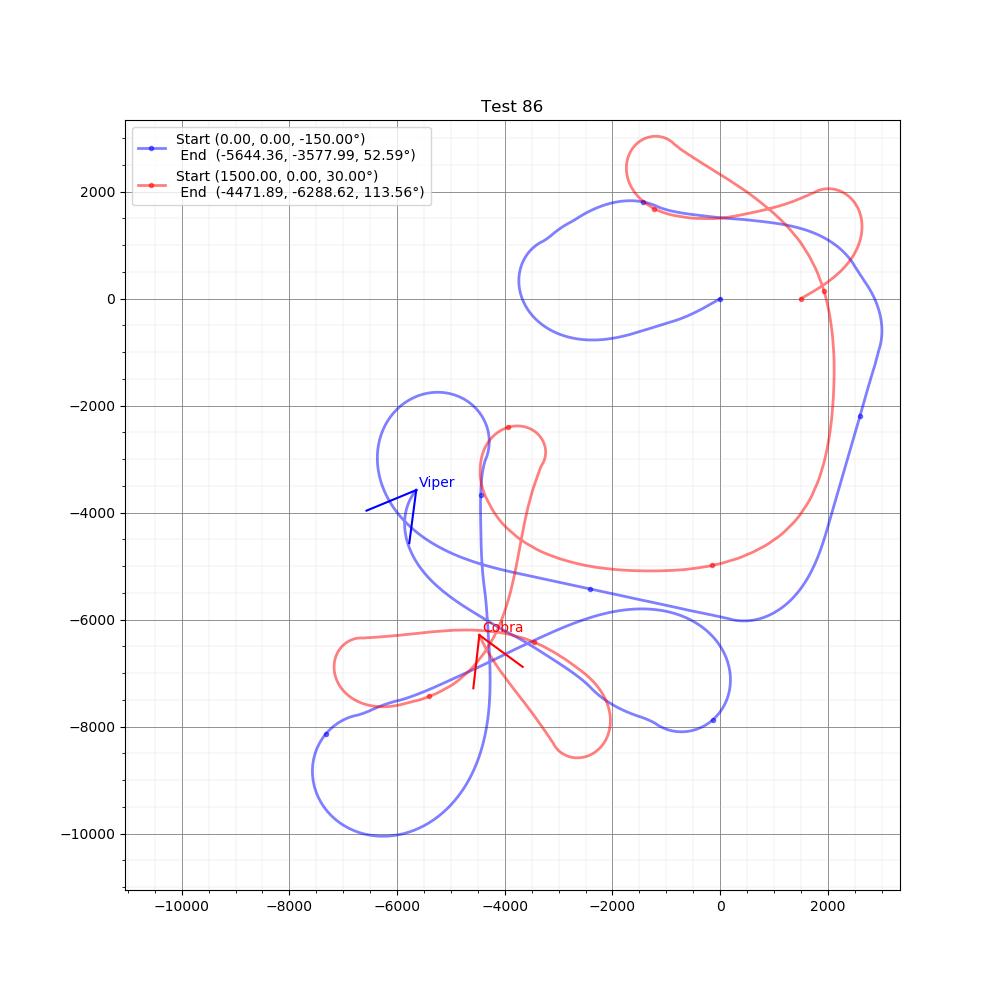 Test 86
Start (0.00, 0.00, -150.00°)
End (-5644.36, -3577.99, 52.59°)
Start (1500.00, 0.00, 30.00°)
End (-4471.89, -6288.62, 113.56°)
2000
0
−2000
Viper
−4000
−6000
Cobra
−8000
−10000
−10000 −8000 −6000 −4000 −2000 0 2000